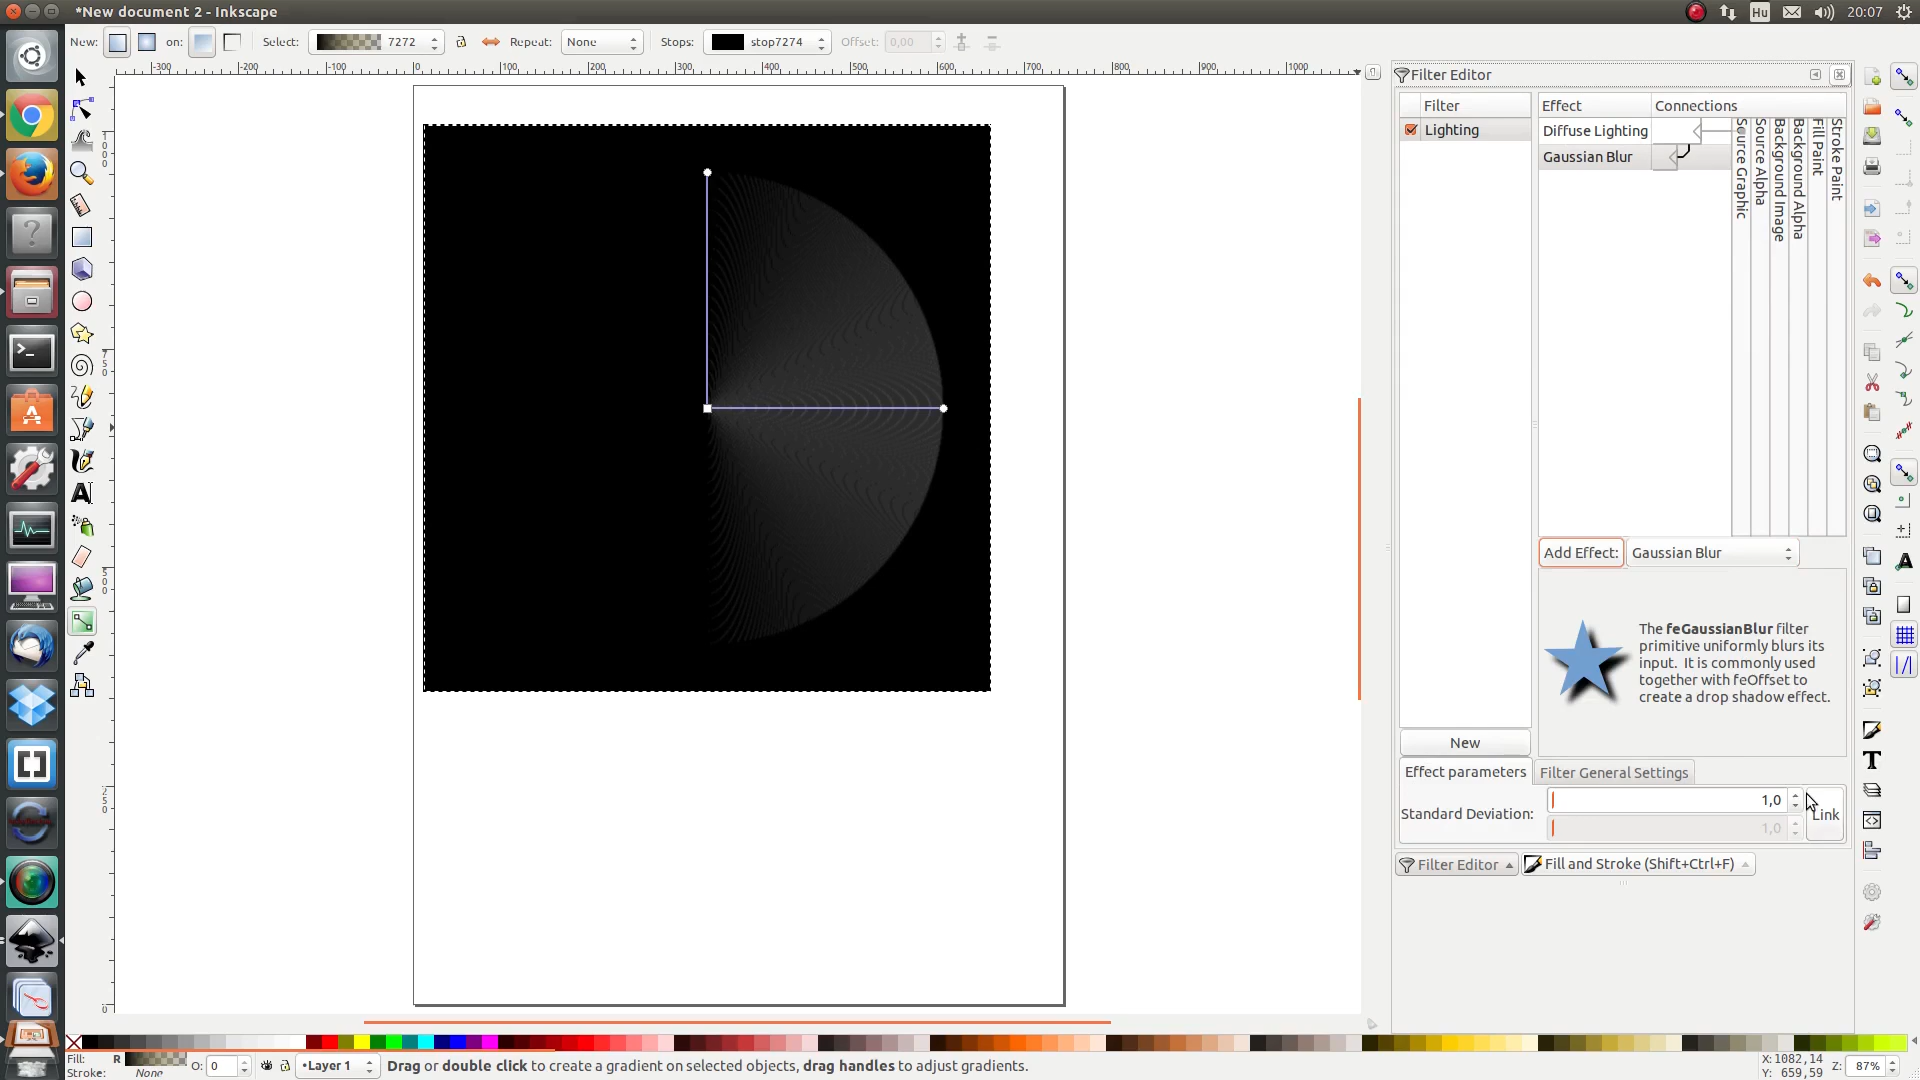 *New document 2 - Inkscape
Hu
20:07
New:
on:
Select:
7272
Repeat:
None
Stops:
stop7274
Offset:
0,00
-300
-200
-100
0
100
200
300
400
500
600
700
800
900
1000
1000
750
500
250
0
Filter Editor
Filter
Effect
Connections
Lighting
Diffuse Lighting
Gaussian Blur
Source Graphic
Source Alpha
Background Image
Background Alpha
Fill Paint
Stroke Paint
Add Effect:
Gaussian Blur
The feGaussianBlur filter
primitive uniformly blurs its
input. It is commonly used
together with feOffset to
create a drop shadow effect.
New
Effect parameters
Filter General Settings
Standard Deviation:
1,0
1,0
Link
Filter Editor
Fill and Stroke (Shift+Ctrl+F)
Fill:
R
Stroke:
None
O:
0
•Layer 1
Drag or double click to create a gradient on selected objects, drag handles to adjust gradients.
X:1082,14
Y: 659,59
Z:
87%